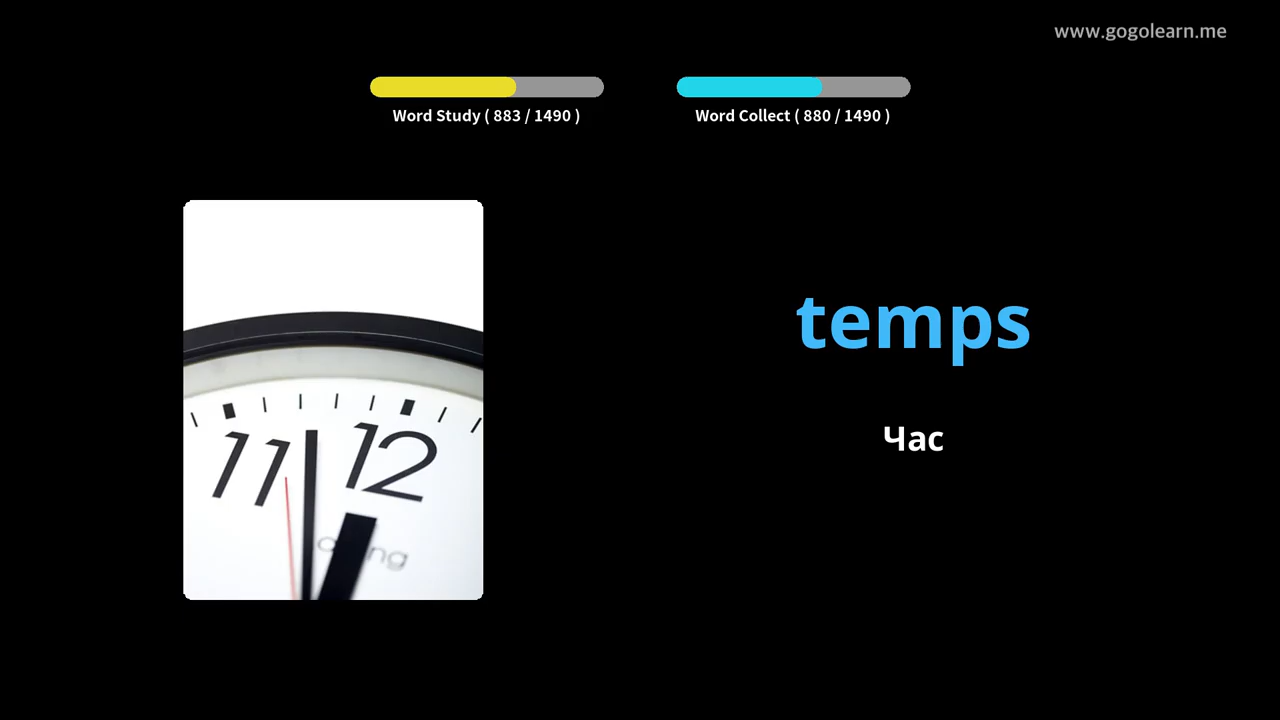 www.gogolearn.me
Word Study ( 883 / 1490 )
Word Collect ( 880 / 1490 )
11 12
temps
Час